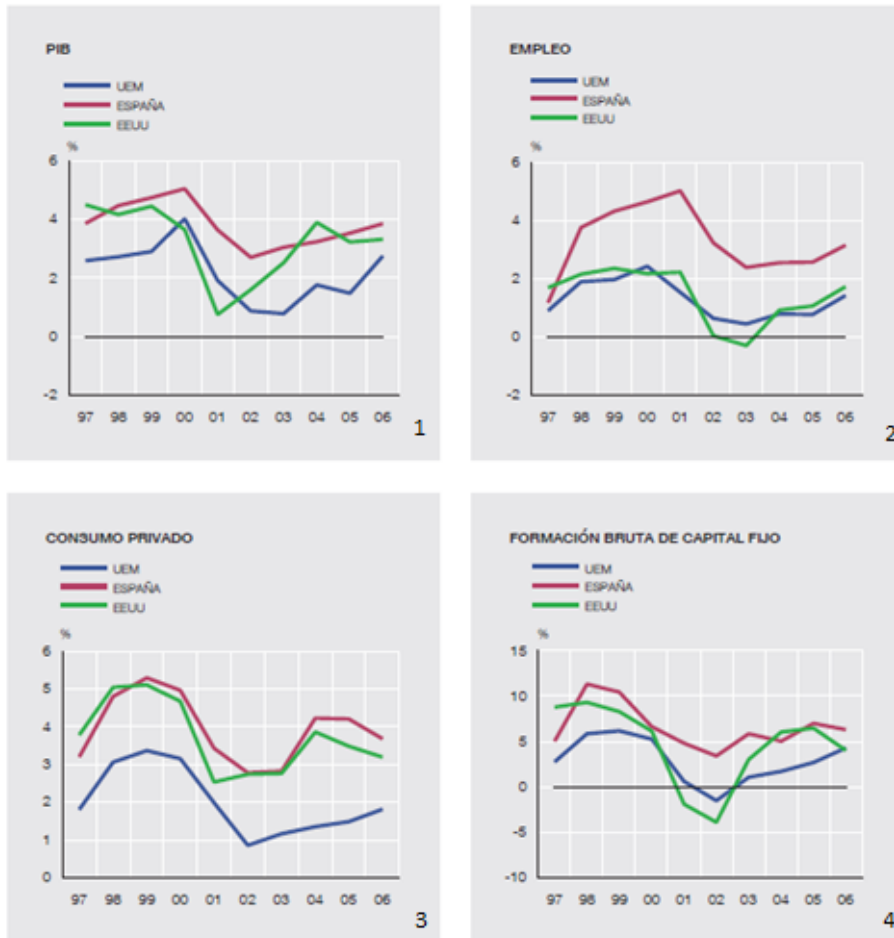 PIB
UEM
ESPAÑA
EEUU
%
6
4
2
0
-2
97 98 99 00 01 02 03 04 05 06
1
EMPLEO
UEM
ESPAÑA
EEUU
%
6
4
2
0
-2
97 98 99 00 01 02 03 04 05 06
2
CONSUMO PRIVADO
UEM
ESPAÑA
EEUU
%
6
5
4
3
2
1
0
97 98 99 00 01 02 03 04 05 06
3
FORMACIÓN BRUTA DE CAPITAL FIJO
UEM
ESPAÑA
EEUU
%
15
10
5
0
-5
-10
97 98 99 00 01 02 03 04 05 06
4